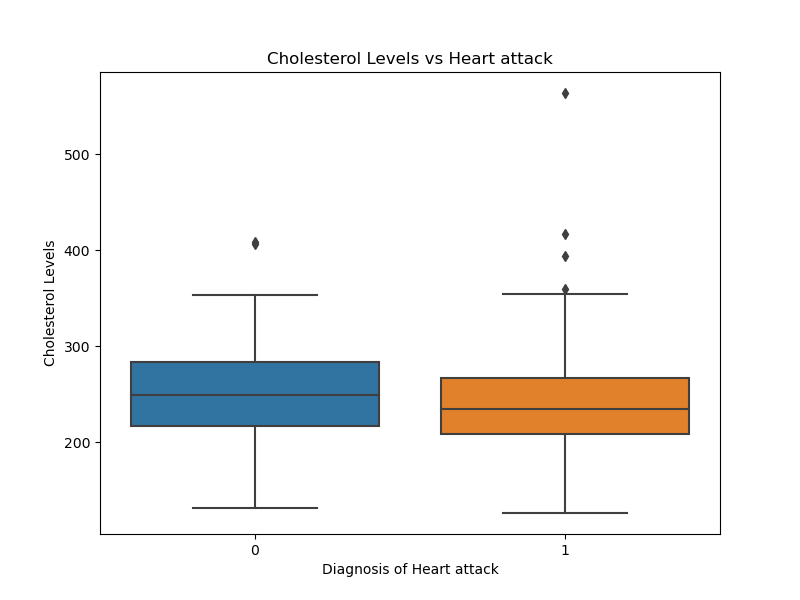 Cholesterol Levels vs Heart attack
500
400
300
200
Cholesterol Levels
0 1
Diagnosis of Heart attack